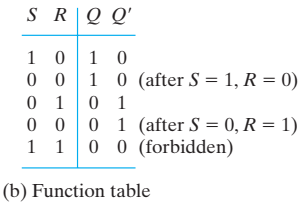 S R Q Q'
1 0 1 0
0 0 1 0 (after S = 1, R = 0)
0 1 0 1
0 0 0 1 (after S = 0, R = 1)
1 1 0 0 (forbidden)
(b) Function table